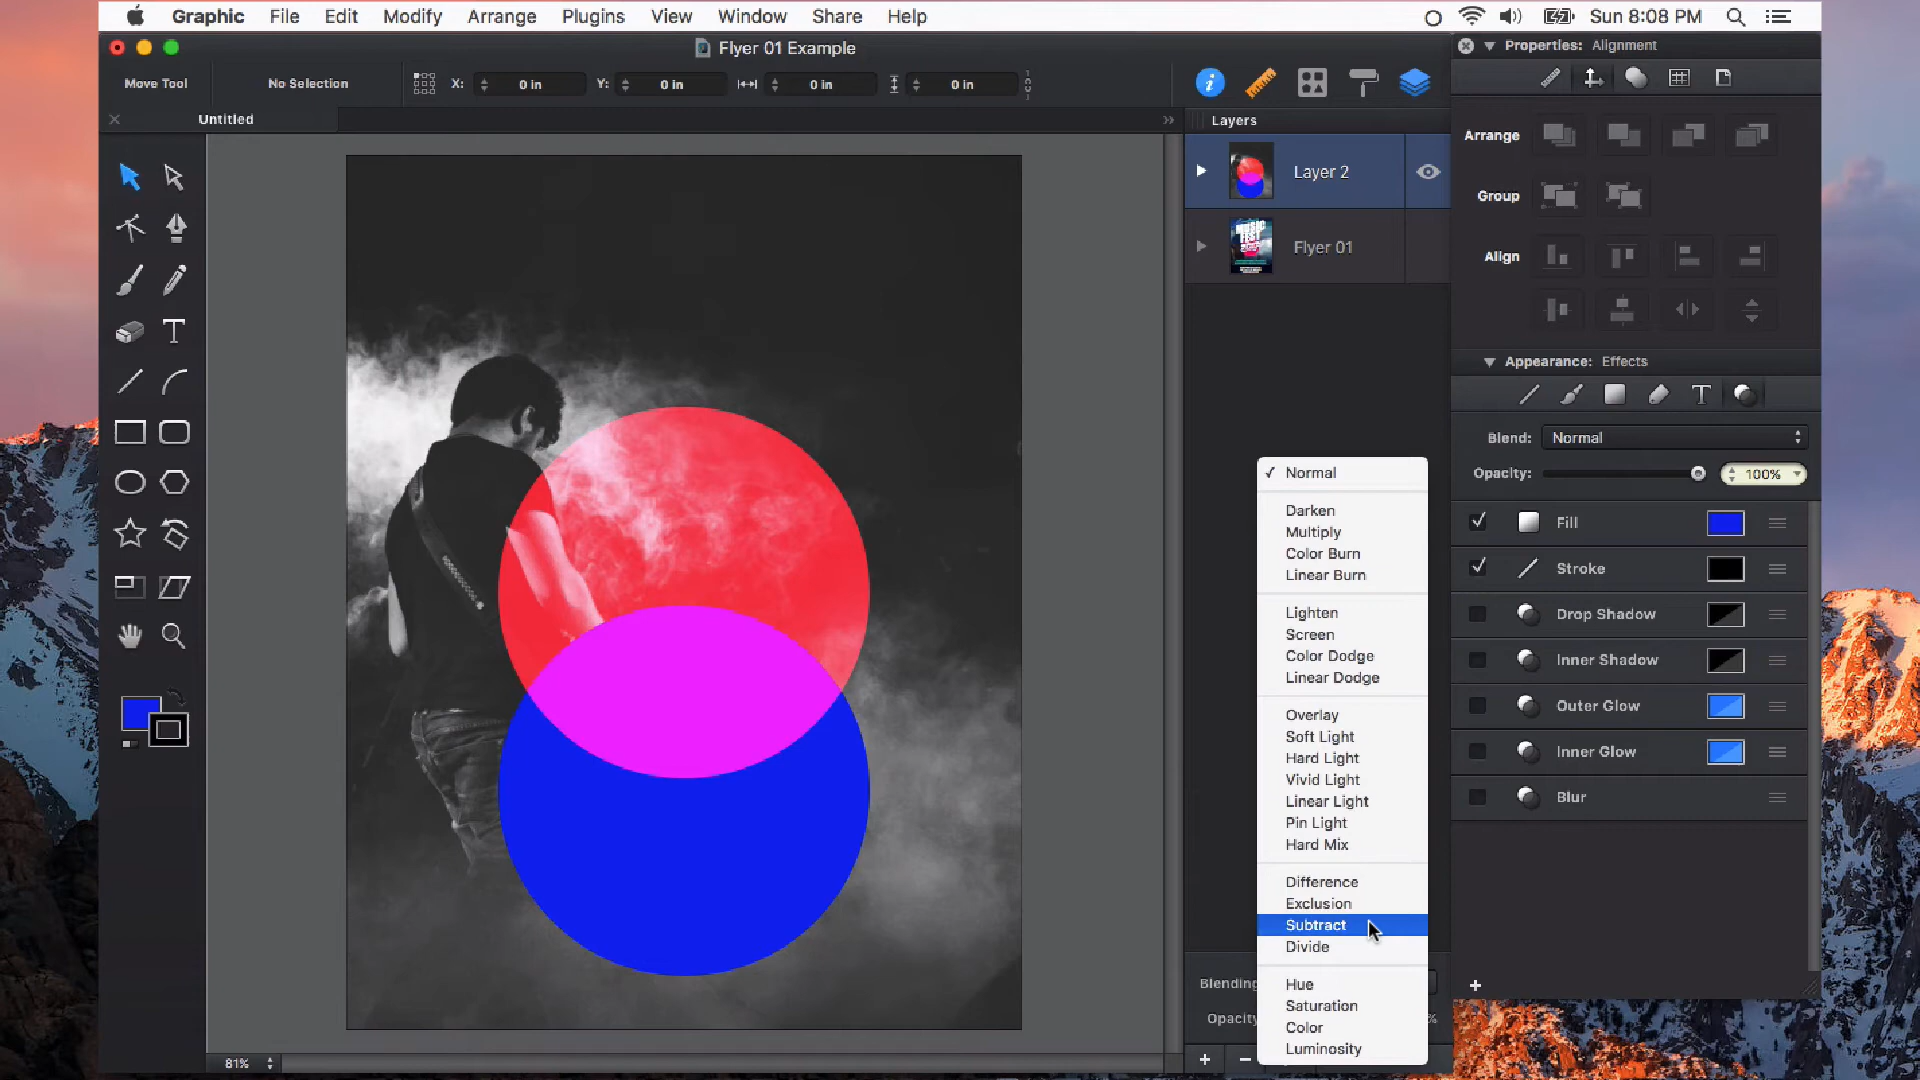 Graphic File Edit Modify Arrange Plugins View Window Share Help Sun 8:08 PM
Flyer 01 Example
Move Tool No Selection X: 0 in Y: 0 in 0 in 0 in
Untitled
81%
Layers
Layer 2
Flyer 01
Normal
Darken
Multiply
Color Burn
Linear Burn
Lighten
Screen
Color Dodge
Linear Dodge
Overlay
Soft Light
Hard Light
Vivid Light
Linear Light
Pin Light
Hard Mix
Difference
Exclusion
Subtract
Divide
Hue
Saturation
Color
Luminosity
Blending
Opacity %
Properties: Alignment
Arrange
Group
Align
Appearance: Effects
Blend: Normal
Opacity: 100%
Fill
Stroke
Drop Shadow
Inner Shadow
Outer Glow
Inner Glow
Blur